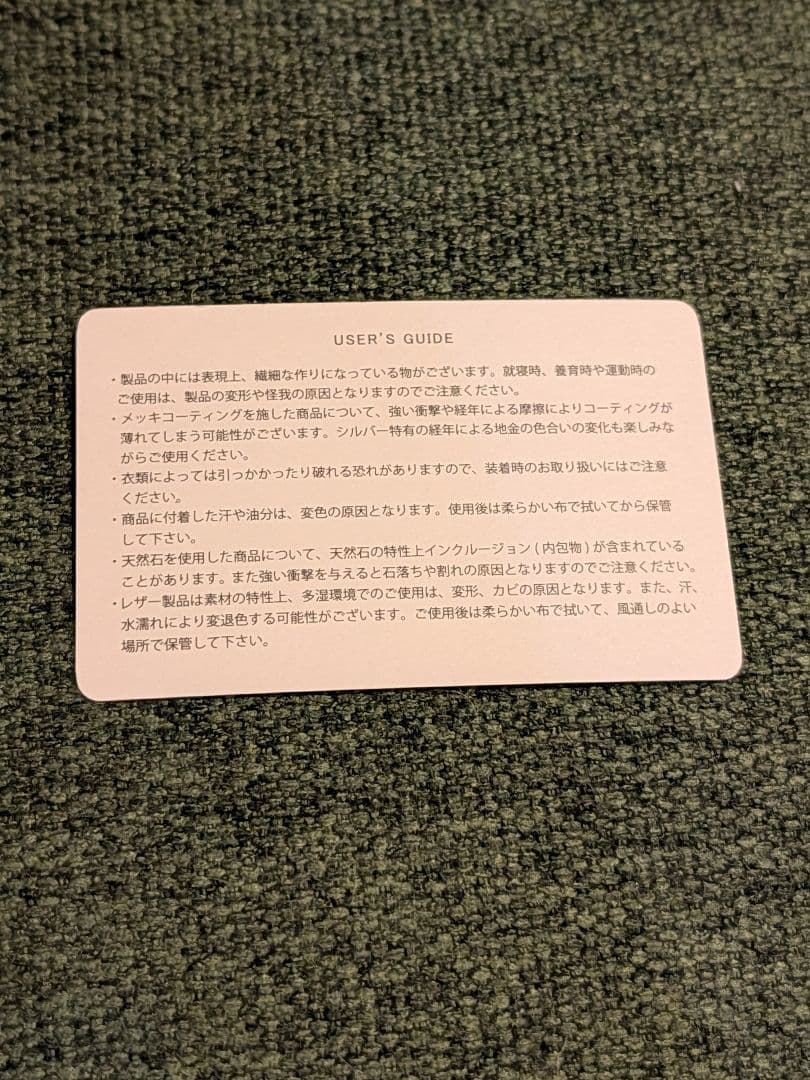 USER'S GUIDE
・製品の中には表現上、繊細な作りになっている物がございます。就寝時、養育時や運動時の
ご使用は、製品の変形や怪我の原因となりますのでご注意ください。
・メッキコーティングを施した商品について、強い衝撃や経年による摩擦によりコーティングが
薄れてしまう可能性がございます。シルバー特有の経年による地金の色合いの変化も楽しみな
がらご使用ください。
・衣類によっては引っかかったり破れる恐れがありますので、装着時のお取り扱いにはご注意
ください。
・商品に付着した汗や油分は、変色の原因となります。使用後は柔らかい布で拭いてから保管
して下さい。
・天然石を使用した商品について、天然石の特性上インクルージョン(内包物)が含まれている
ことがあります。また強い衝撃を与えると石落ちや割れの原因となりますのでご注意ください。
・レザー製品は素材の特性上、多湿環境でのご使用は、変形、カビの原因となります。また、汗、
水濡れにより変退色する可能性がございます。ご使用後は柔らかい布で拭いて、風通しのよい
場所で保管して下さい。